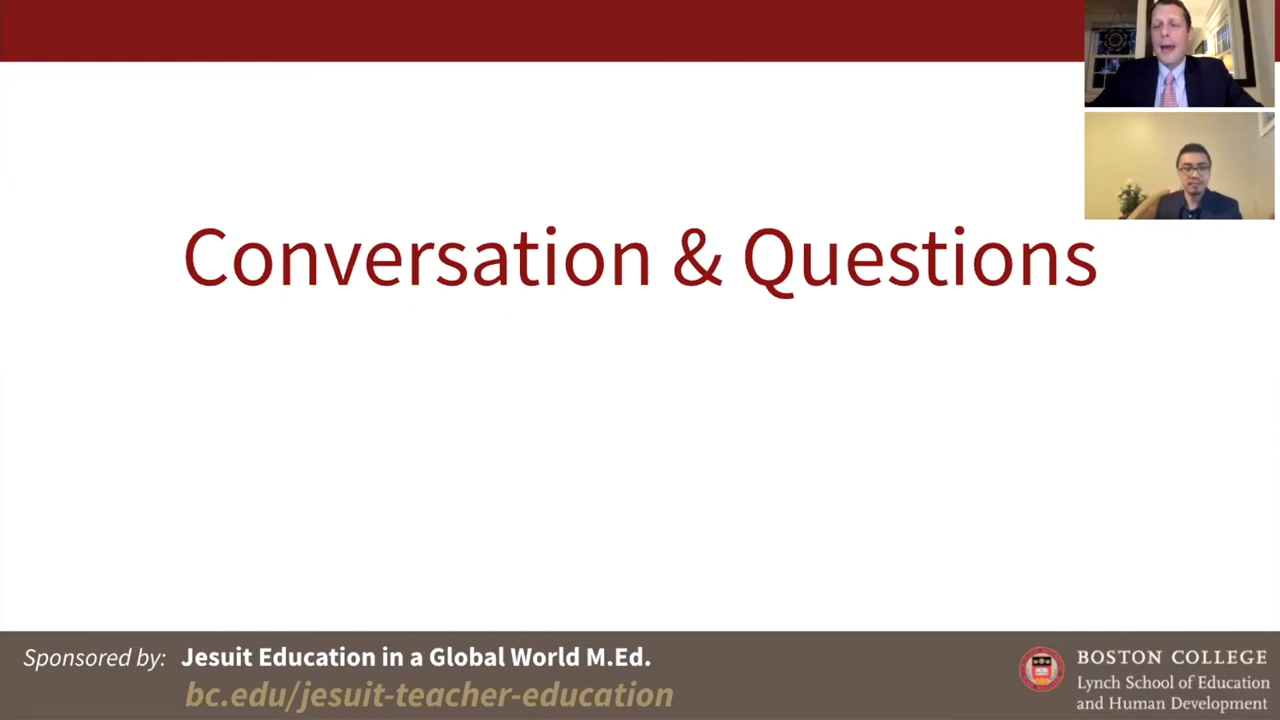 Conversation & Questions
Sponsored by: Jesuit Education in a Global World M.Ed.
bc.edu/jesuit-teacher-education
BOSTON COLLEGE
Lynch School of Education
and Human Development